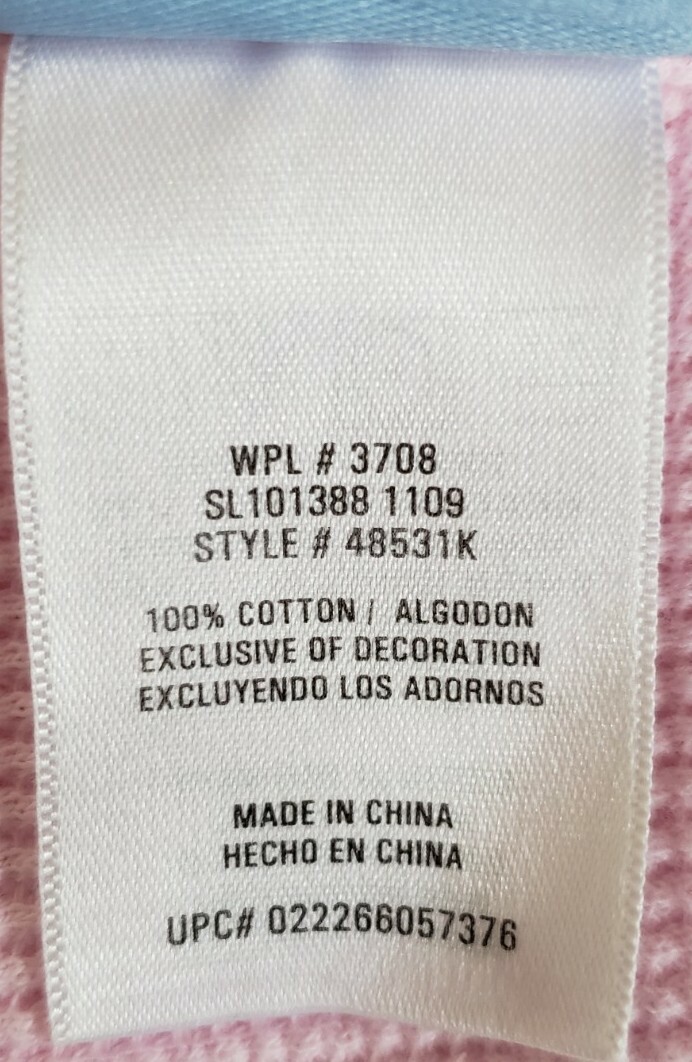 WPL # 3708
SL101388 1109
STYLE # 48531K
100% COTTON / ALGODON
EXCLUSIVE OF DECORATION
EXCLUYENDO LOS ADORNOS
MADE IN CHINA
HECHO EN CHINA
UPC# 022266057376